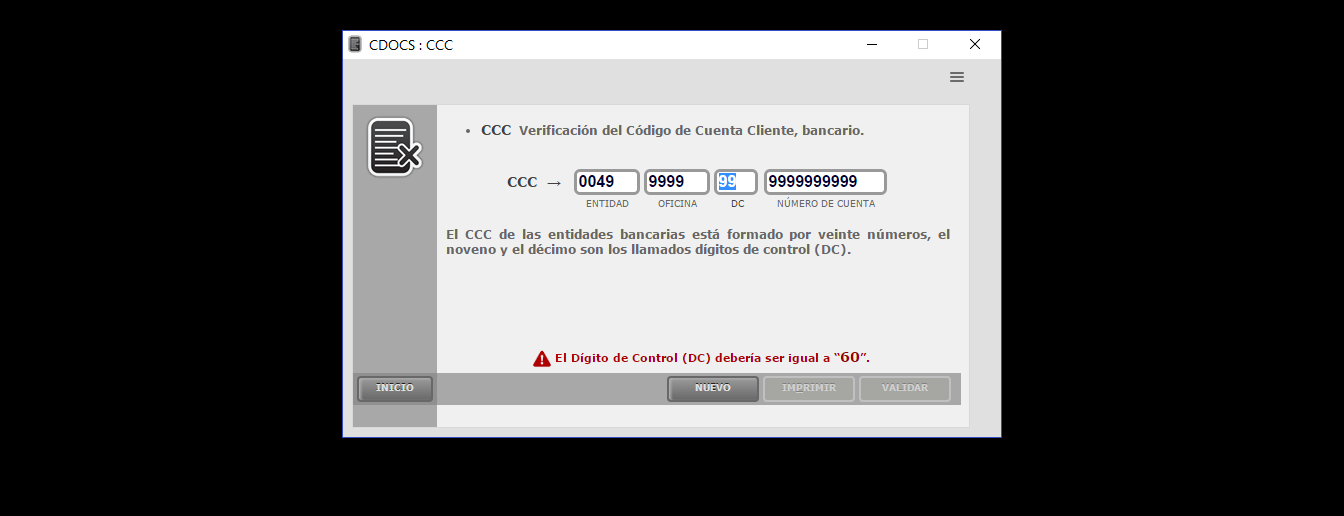 CDOCS : CCC
• CCC Verificación del Código de Cuenta Cliente, bancario.
CCC → 0049 9999 99 9999999999
ENTIDAD OFICINA DC NÚMERO DE CUENTA
El CCC de las entidades bancarias está formado por veinte números, el
noveno y el décimo son los llamados dígitos de control (DC).
El Dígito de Control (DC) debería ser igual a “60”.
INICIO NUEVO IMPRIMIR VALIDAR